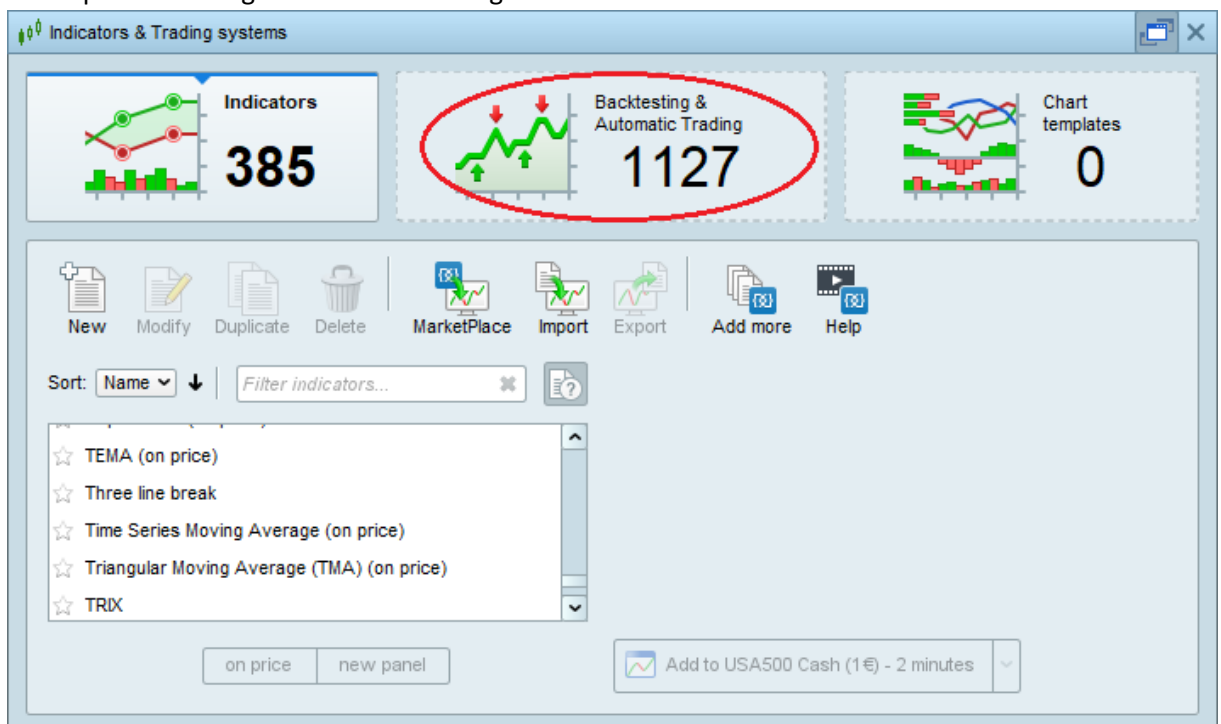 Indicators & Trading systems
Indicators
385
Backtesting &
Automatic Trading
1127
Chart
templates
0
New Modify Duplicate Delete MarketPlace Import Export Add more Help
Sort: Name Filter indicators...
TEMA (on price)
Three line break
Time Series Moving Average (on price)
Triangular Moving Average (TMA) (on price)
TRIX
on price new panel Add to USA500 Cash (1€) - 2 minutes